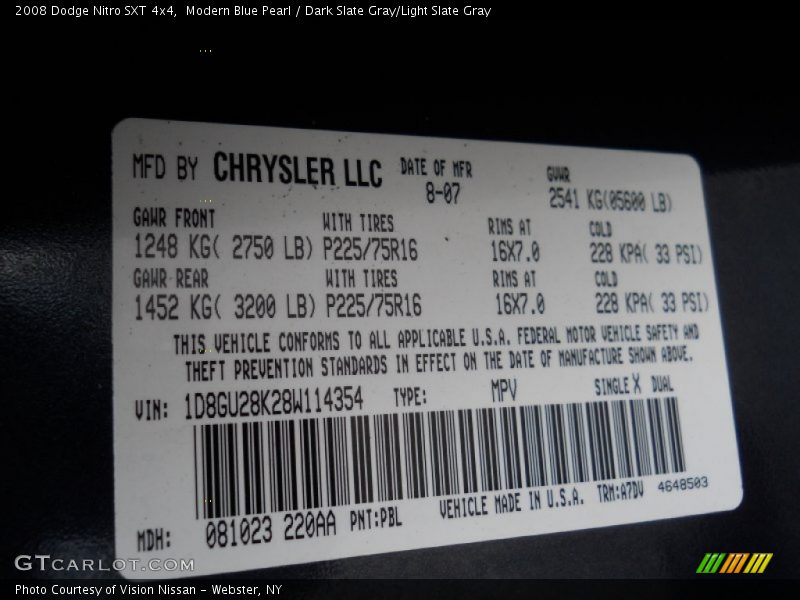 2008 Dodge Nitro SXT 4x4,  Modern Blue Pearl / Dark Slate Gray/Light Slate Gray
MFD BY CHRYSLER LLC DATE OF MFR GVWR
8-07 2541 KG(05600 LB)
GAWR FRONT WITH TIRES RIMS AT COLD
1248 KG( 2750 LB) P225/75R16 16X7.0 228 KPA( 33 PSI)
GAWR REAR WITH TIRES RIMS AT COLD
1452 KG( 3200 LB) P225/75R16 16X7.0 228 KPA( 33 PSI)
THIS VEHICLE CONFORMS TO ALL APPLICABLE U.S.A. FEDERAL MOTOR VEHICLE SAFETY AND
THEFT PREVENTION STANDARDS IN EFFECT ON THE DATE OF MANUFACTURE SHOWN ABOVE.
VIN: 1D8GU28K28W114354 TYPE: MPV SINGLE X DUAL
MDH: 081023 220AA PNT:PBL VEHICLE MADE IN U.S.A. TRM:A7DV 4648503
GTCARLOT.COM
Photo Courtesy of Vision Nissan - Webster, NY